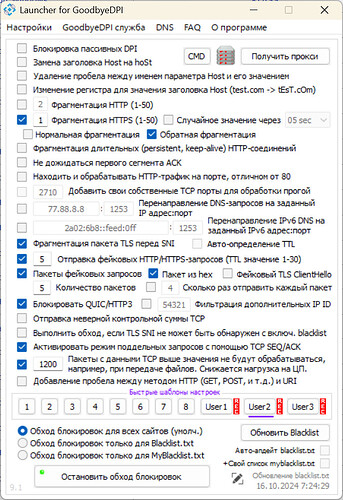 Launcher for GoodbyeDPI
Настройки GoodbyeDPI служба DNS FAQ О программе
Блокировка пассивных DPI
Замена заголовка Host на hoSt
CMD
Получить прокси
Удаление пробела между именем параметра Host и его значением
Изменение регистра для значения заголовка Host (test.com -> tEsT.cOm)
2 Фрагментация HTTP (1-50)
1 Фрагментация HTTPS (1-50) Случайное значение через 05 sec
Нормальная фрагментация Обратная фрагментация
Фрагментация длительных (persistent, keep-alive) HTTP-соединений
Не дожидаться первого сегмента ACK
Находить и обрабатывать HTTP-трафик на порте, отличном от 80
2710 Добавить свои собственные TCP порты для обработки прогой
77.88.8.8 : 1253 Перенаправление DNS-запросов на заданный IP адрес:порт
2a02:6b8::feed:0ff : 1253 Перенаправление IPv6 DNS на заданный IPv6 адрес:порт
Фрагментация пакета TLS перед SNI Авто-определение TTL
5 Отправка фейковых HTTP/HTTPS-запросов (TTL значение 1-30)
Пакеты фейковых запросов Пакет из hex Фейковый TLS ClientHello
5 Количество пакетов 4 Сколько раз отправить каждый пакет
Блокировать QUIC/HTTP3 54321 Фильтрация дополнительных IP ID
Отправка неверной контрольной суммы TCP
Выполнить обход, если TLS SNI не может быть обнаружен с включ. blacklist
Активировать режим поддельных запросов с помощью TCP SEQ/ACK
1200 Пакеты с данными TCP выше значения не будут обрабатываться,
например, при передаче файлов. Снижается нагрузка на ЦП.
Добавление пробела между методом HTTP (GET, POST, и т.д.) и URI
Быстрые шаблоны настроек
1 2 3 4 5 6 7 8 User1 User2 User3
Обход блокировок для всех сайтов (умолч.)
Обход блокировок только для Blacklist.txt
Обход блокировок только для MyBlacklist.txt
Обновить Blacklist
Авто-апдейт blacklist.txt
+Свой список myblacklist.txt
Остановить обход блокировок
Обновление blacklist.txt
16.10.2024 7:24:29
9.1